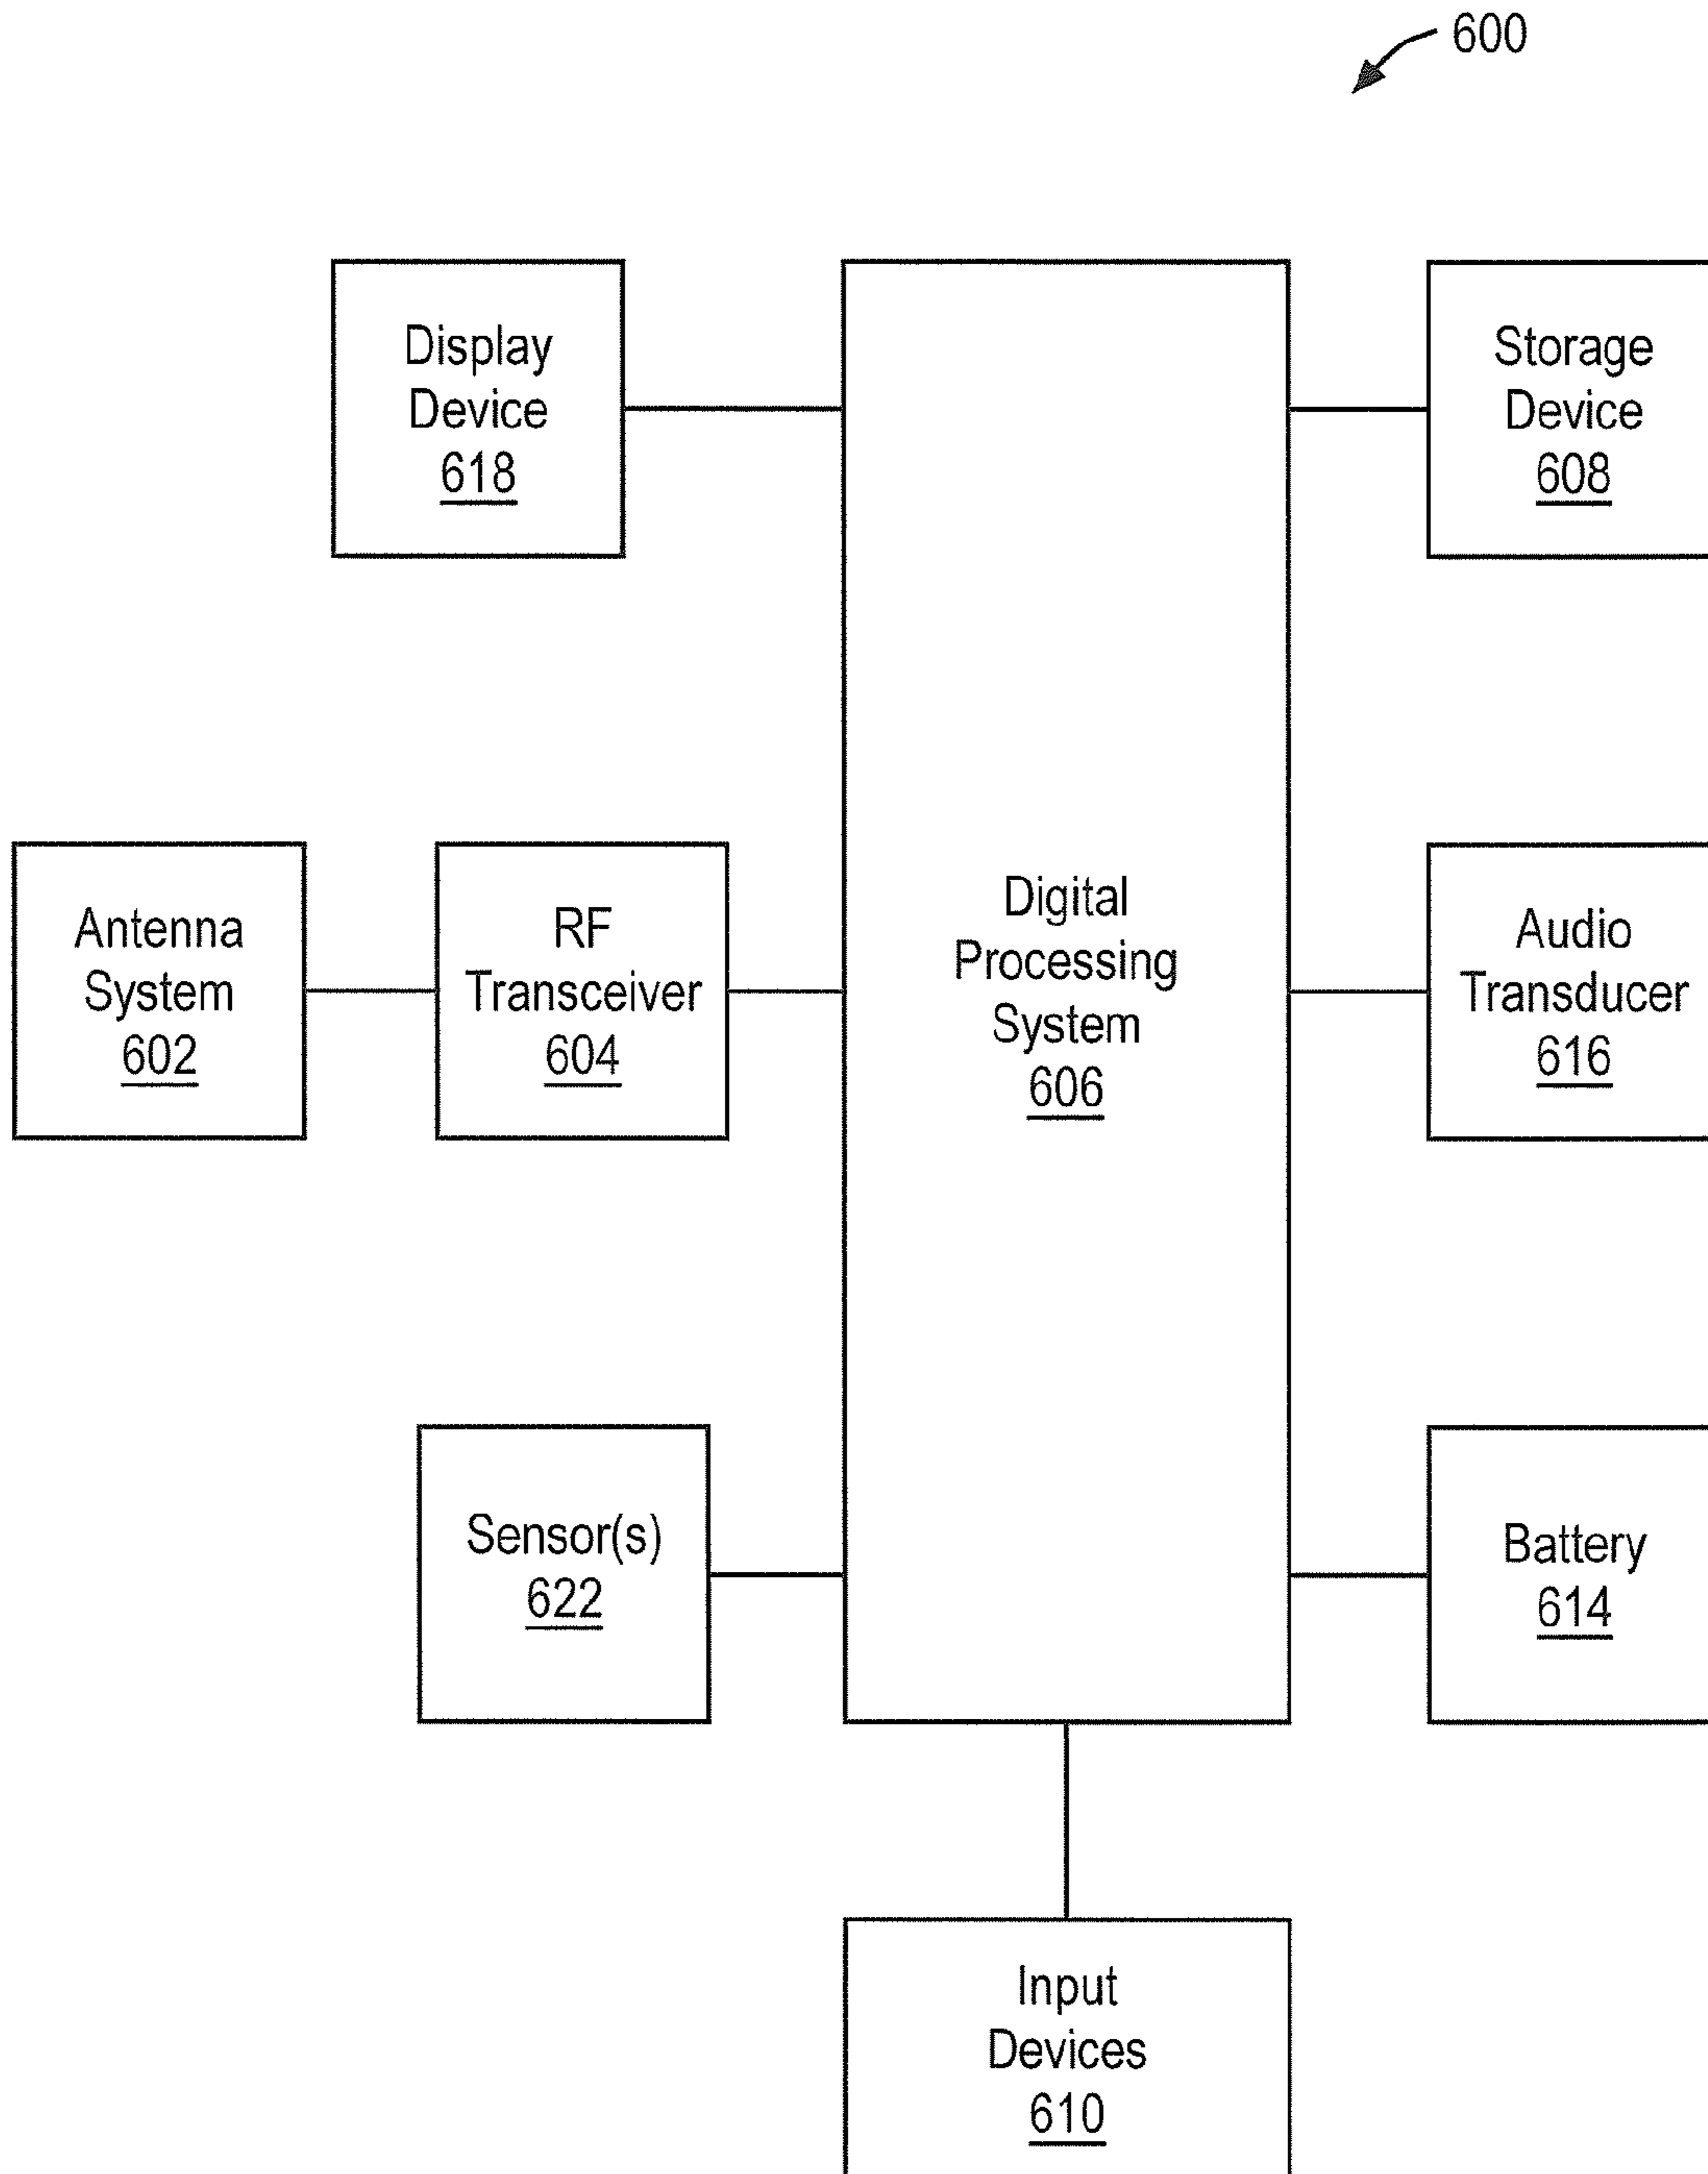 600
Display
Device
618
Storage
Device
608
Antenna
System
602
RF
Transceiver
604
Digital
Processing
System
606
Audio
Transducer
616
Sensor(s)
622
Battery
614
Input
Devices
610